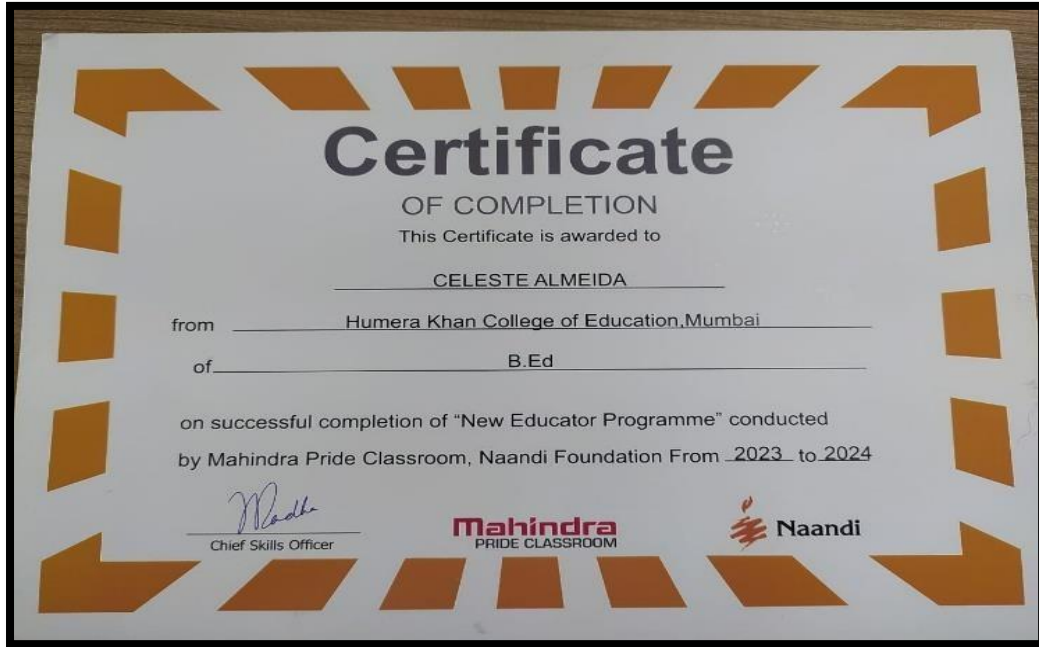 Certificate
OF COMPLETION
This Certificate is awarded to
CELESTE ALMEIDA
from Humera Khan College of Education,Mumbai
of B.Ed
on successful completion of “New Educator Programme” conducted
by Mahindra Pride Classroom, Naandi Foundation From 2023 to 2024
Madhu
Chief Skills Officer
Mahindra
PRIDE CLASSROOM
Naandi